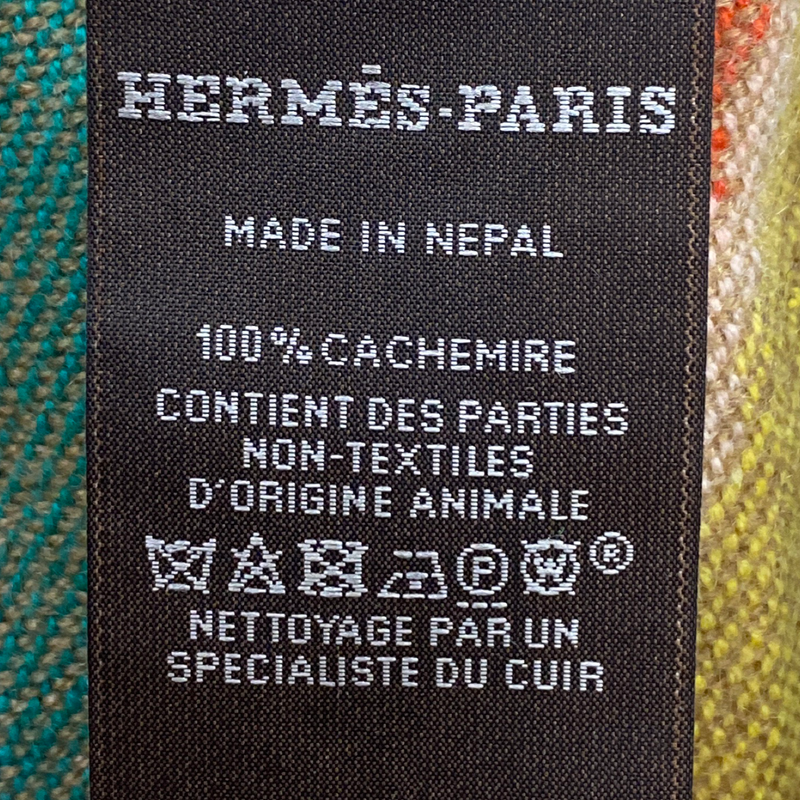 HERMÈS-PARIS
MADE IN NEPAL
100% CACHEMIRE
CONTIENT DES PARTIES
NON-TEXTILES
D'ORIGINE ANIMALE
P W ®
NETTOYAGE PAR UN
SPECIALISTE DU CUIR